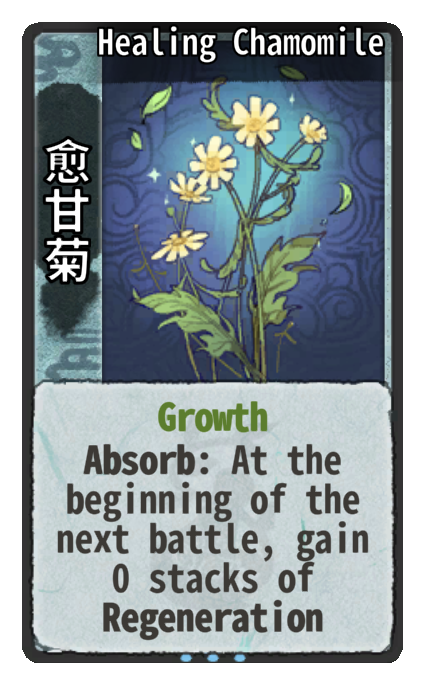 Healing Chamomile
愈甘菊
Growth
Absorb: At the
beginning of the
next battle, gain
0 stacks of
Regeneration